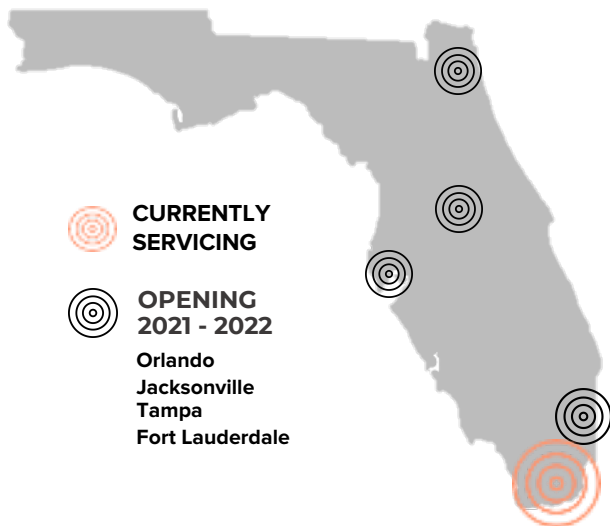 CURRENTLY
SERVICING
OPENING
2021 - 2022
Orlando
Jacksonville
Tampa
Fort Lauderdale